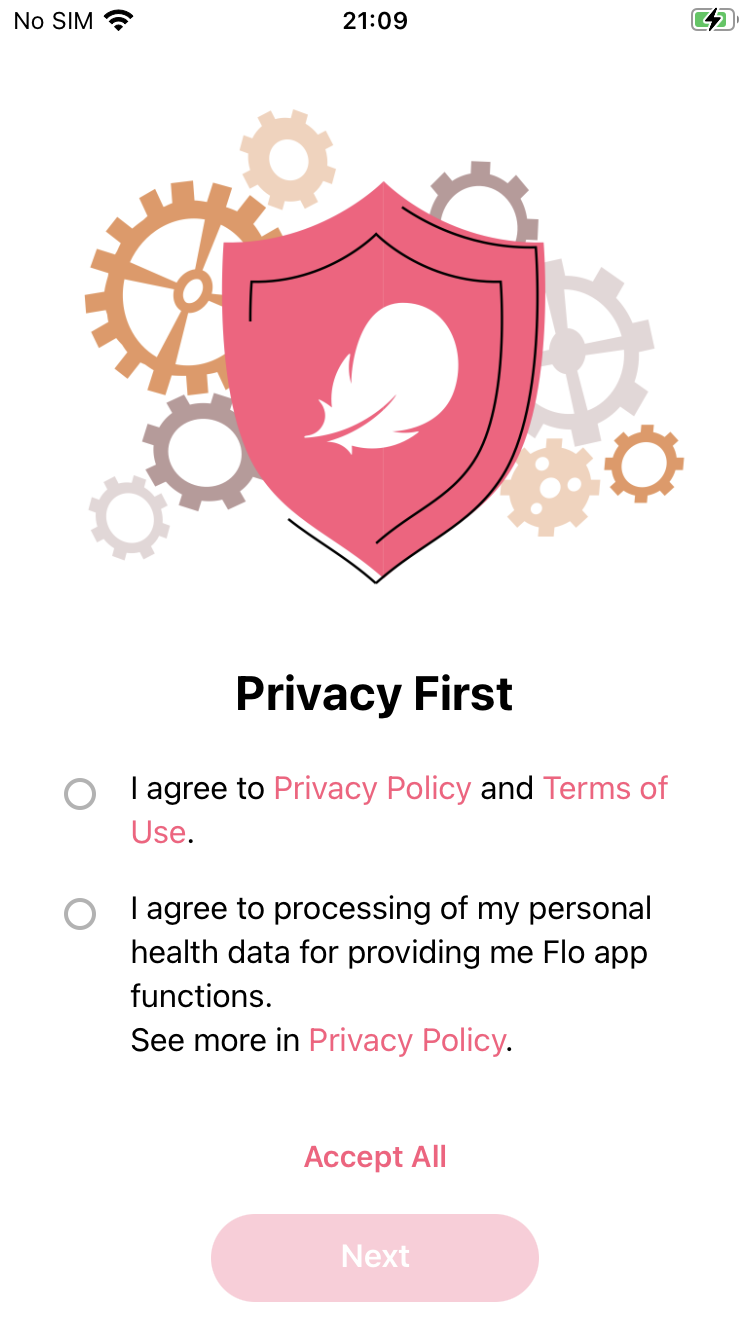 No SIM 21:09
Privacy First
I agree to Privacy Policy and Terms of
Use.
I agree to processing of my personal
health data for providing me Flo app
functions.
See more in Privacy Policy.
Accept All
Next